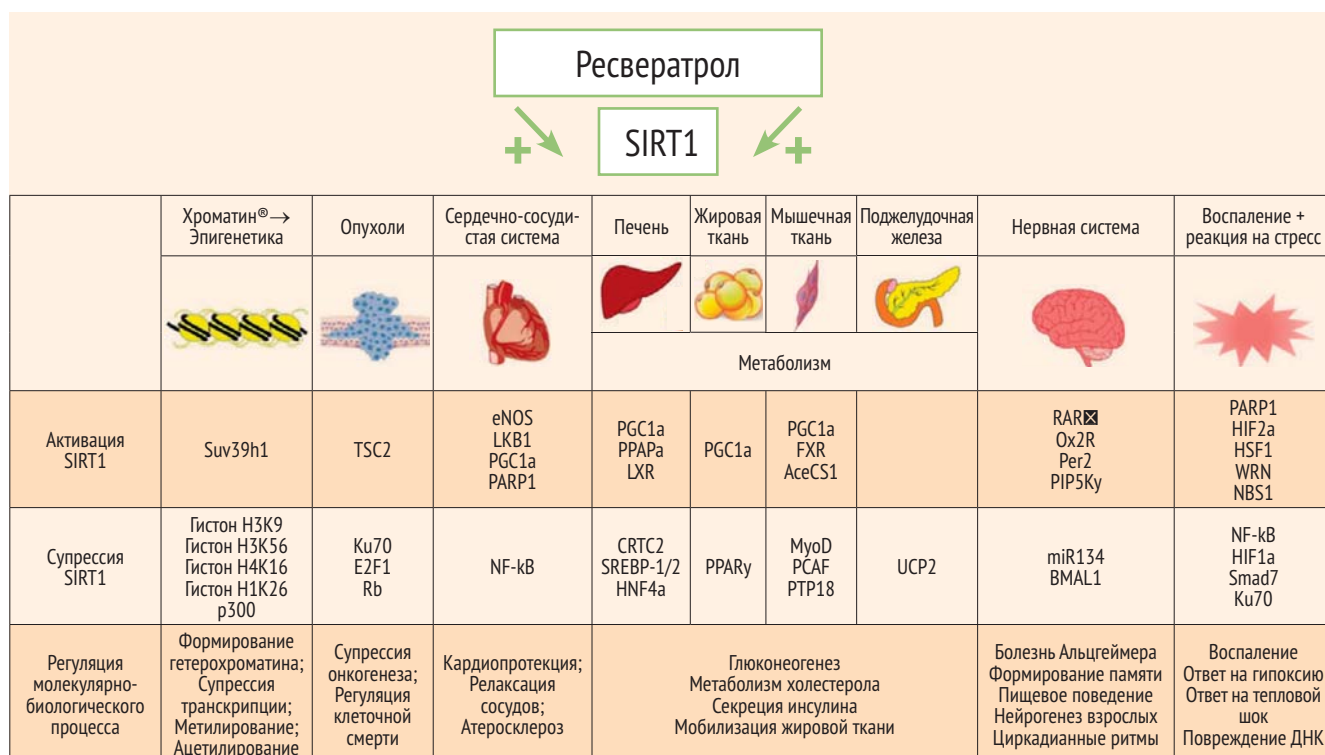 Ресвератрол
+
SIRT1
+
Хроматин®→
Эпигенетика
Опухоли
Сердечно-сосуди-
стая система
Печень
Жировая
ткань
Мышечная
ткань
Поджелудочная
железа
Нервная система
Воспаление +
реакция на стресс
Метаболизм
Активация
SIRT1
Suv39h1
TSC2
eNOS
LKB1
PGC1a
PARP1
PGC1a
PPAPa
LXR
PGC1a
PGC1a
FXR
AceCS1
RAR☒
Ox2R
Per2
PIP5Ky
PARP1
HIF2a
HSF1
WRN
NBS1
Супрессия
SIRT1
Гистон H3K9
Гистон H3K56
Гистон H4K16
Гистон H1K26
p300
Ku70
E2F1
Rb
NF-kB
CRTC2
SREBP-1/2
HNF4a
PPARy
MyoD
PCAF
PTP18
UCP2
miR134
BMAL1
NF-kB
HIF1a
Smad7
Ku70
Регуляция
молекулярно-
биологического
процесса
Формирование
гетерохроматина;
Супрессия
транскрипции;
Метилирование;
Ацетилирование
Супрессия
онкогенеза;
Регуляция
клеточной
смерти
Кардиопротекция;
Релаксация
сосудов;
Атеросклероз
Глюконеогенез
Метаболизм холестерола
Секреция инсулина
Мобилизация жировой ткани
Болезнь Альцгеймера
Формирование памяти
Пищевое поведение
Нейрогенез взрослых
Циркадианные ритмы
Воспаление
Ответ на гипоксию
Ответ на тепловой
шок
Повреждение ДНК